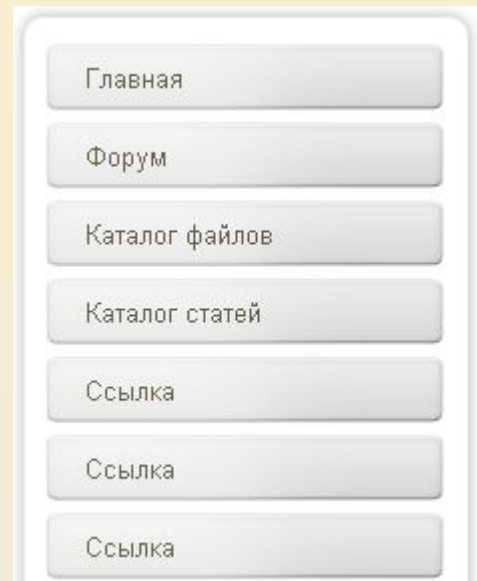 Главная
Форум
Каталог файлов
Каталог статей
Ссылка
Ссылка
Ссылка